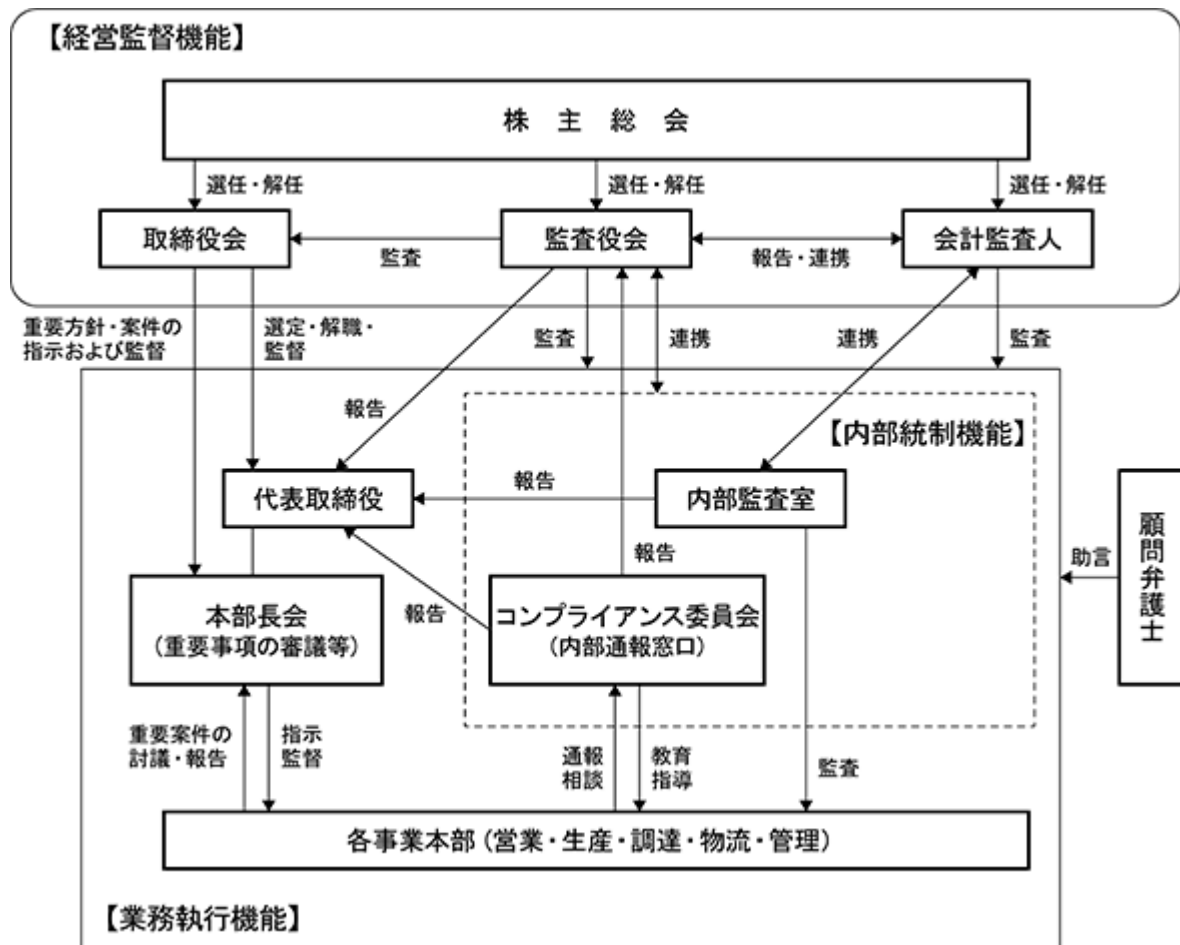 【経営監督機能】
株主総会
選任・解任
選任・解任
選任・解任
取締役会
監査
監査役会
報告・連携
会計監査人
重要方針・案件の
指示および監督
選定・解職・
監督
監査
連携
連携
監査
報告
【内部統制機能】
代表取締役
報告
内部監査室
顧問弁護士
助言
本部長会
(重要事項の審議等)
報告
報告
コンプライアンス委員会
(内部通報窓口)
重要案件の
討議・報告
指示
監督
通報
相談
教育
指導
監査
各事業本部(営業・生産・調達・物流・管理)
【業務執行機能】